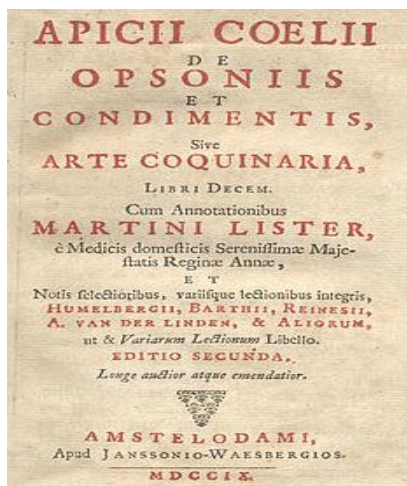 APICII COELII
DE
OPSONIIS
ET
CONDIMENTIS,
Sive
ARTE COQUINARIA,
LIBRI DECEM.
Cum Annotationibus
MARTINI LISTER,
è Medicis domesticis Serenissimæ Maje-
statis Reginæ Annæ,
ET
Notis selectioribus, variisque lectionibus integris,
HUMELBERGII, BARTHII, REINESII,
A. VAN DER LINDEN, & ALIORUM,
ut & Variarum Lectionum Libello.
EDITIO SECUNDA.
Longe auctior atque emendatior.
AMSTELODAMI,
Apud JANSSONIO-WAESBERGIOS.
MDCCIX.